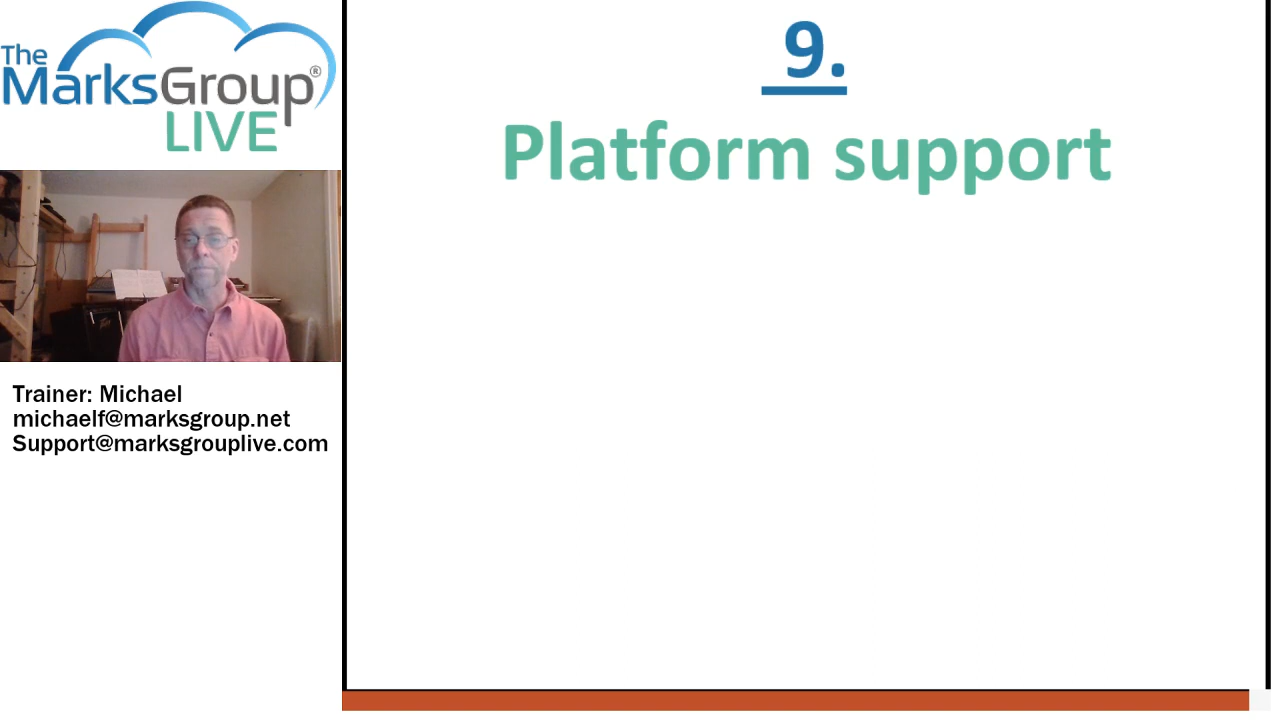 The
MarksGroup®
LIVE
Trainer: Michael
michaelf@marksgroup.net
Support@marksgrouplive.com
9.
Platform support